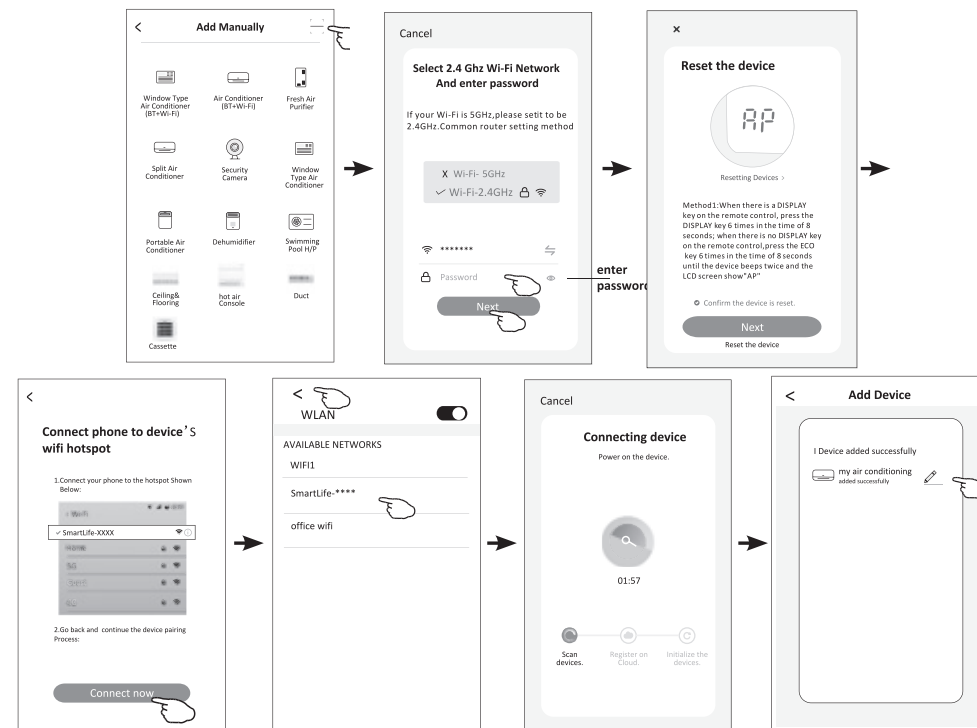 Add Manually
Window Type
Air Conditioner
(BT+Wi-Fi)
Air Conditioner
(BT+Wi-Fi)
Fresh Air
Purifier
Split Air
Conditioner
Security
Camera
Window
Type Air
Conditioner
Portable Air
Conditioner
Dehumidifier
Swimming
Pool H/P
Ceiling&
Flooring
hot air
Console
Duct
Cassette
Cancel
Select 2.4 Ghz Wi-Fi Network
And enter password
If your Wi-Fi is 5GHz,please setit to be
2.4GHz.Common router setting method
X Wi-Fi- 5GHz
Wi-Fi-2.4GHz
*******
Password
enter
password
Next
×
Reset the device
AP
Resetting Devices >
Method1:When there is a DISPLAY
key on the remote control, press the
DISPLAY key 6 times in the time of 8
seconds; when there is no DISPLAY key
on the remote control,press the ECO
key 6 times in the time of 8 seconds
until the device beeps twice and the
LCD screen show"AP"
Confirm the device is reset.
Next
Reset the device
Connect phone to device'S
wifi hotspot
1.Connect your phone to the hotspot Shown
Below:
SmartLife-XXXX
5G
2.Go back and continue the device pairing
Process:
Connect now
WLAN
AVAILABLE NETWORKS
WIFI1
SmartLife-****
office wifi
Cancel
Connecting device
Power on the device.
01:57
Scan
devices.
Register on
Cloud.
Initialize the
devices.
Add Device
I Device added successfully
my air conditioning
added successfully